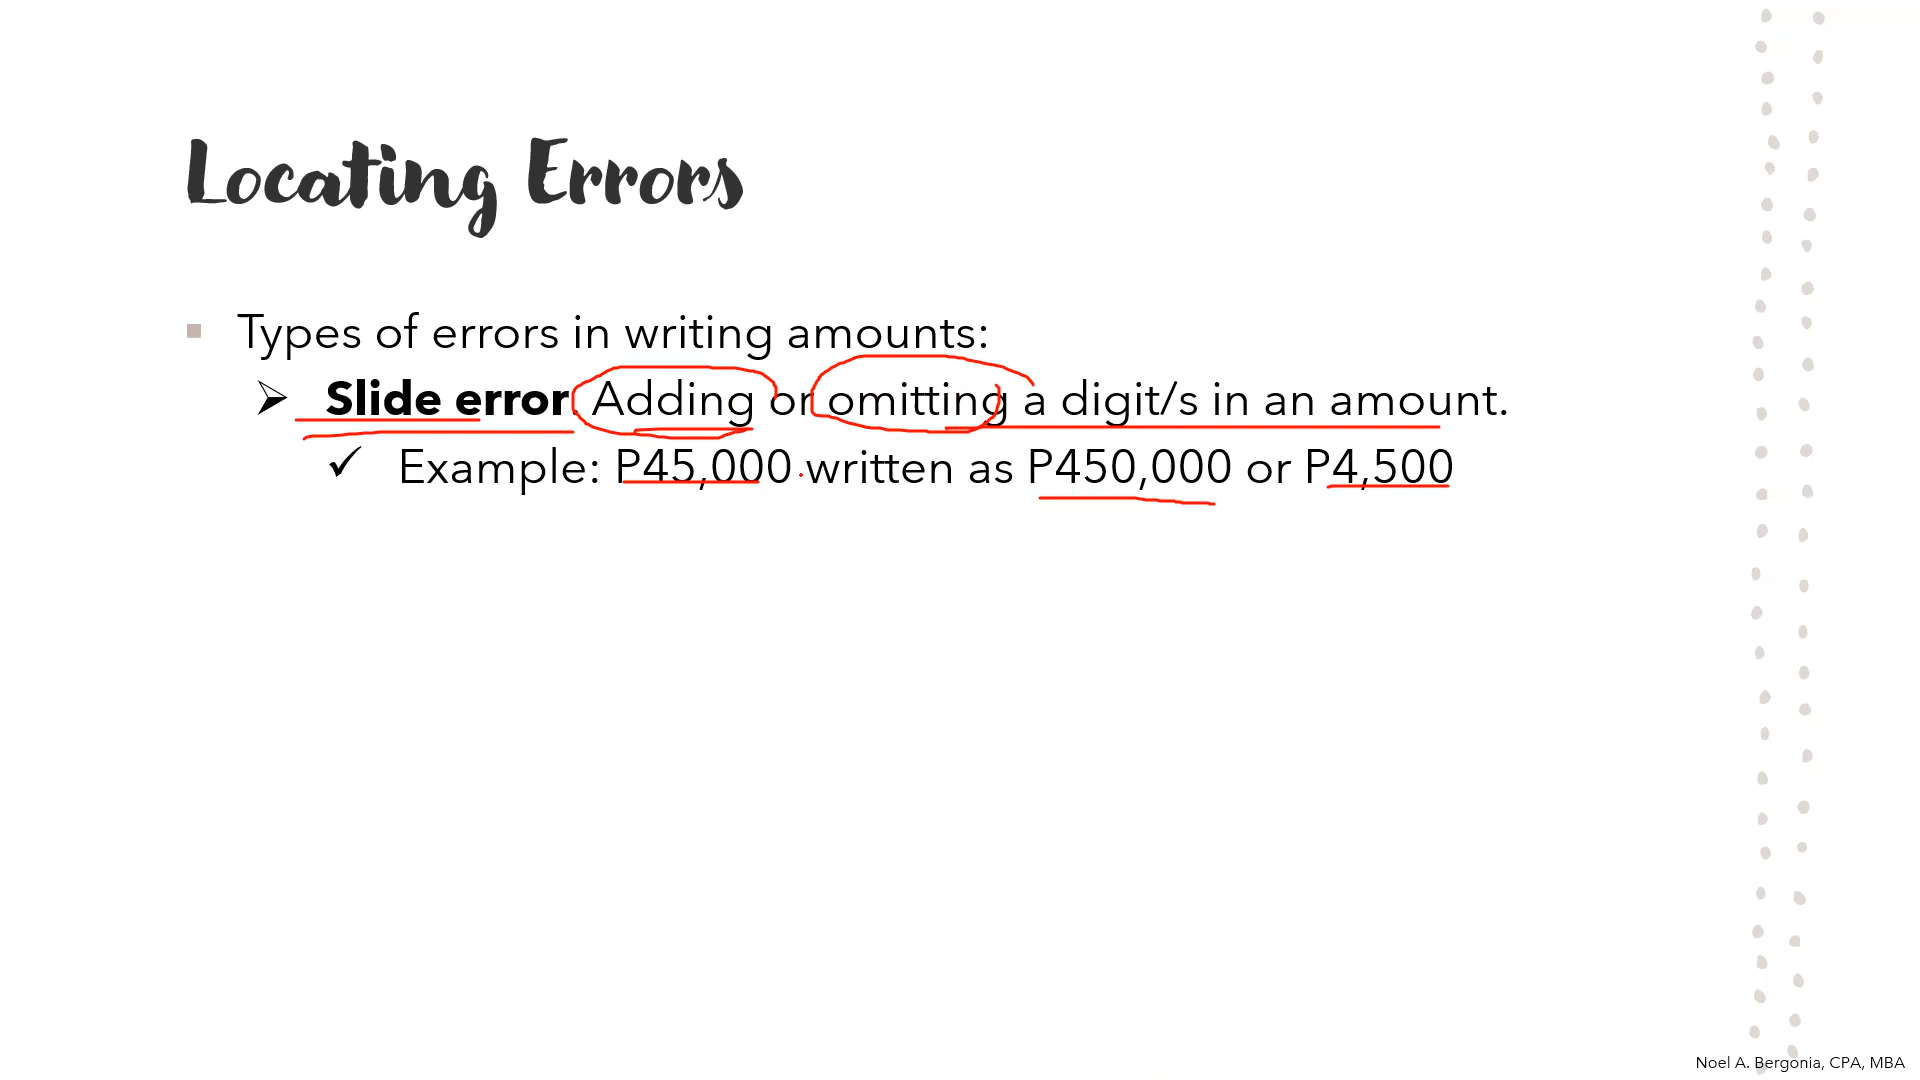 Locating Errors
Types of errors in writing amounts:
Slide error. Adding or omitting a digit/s in an amount.
Example: P45,000 written as P450,000 or P4,500
Noel A. Bergonia, CPA, MBA